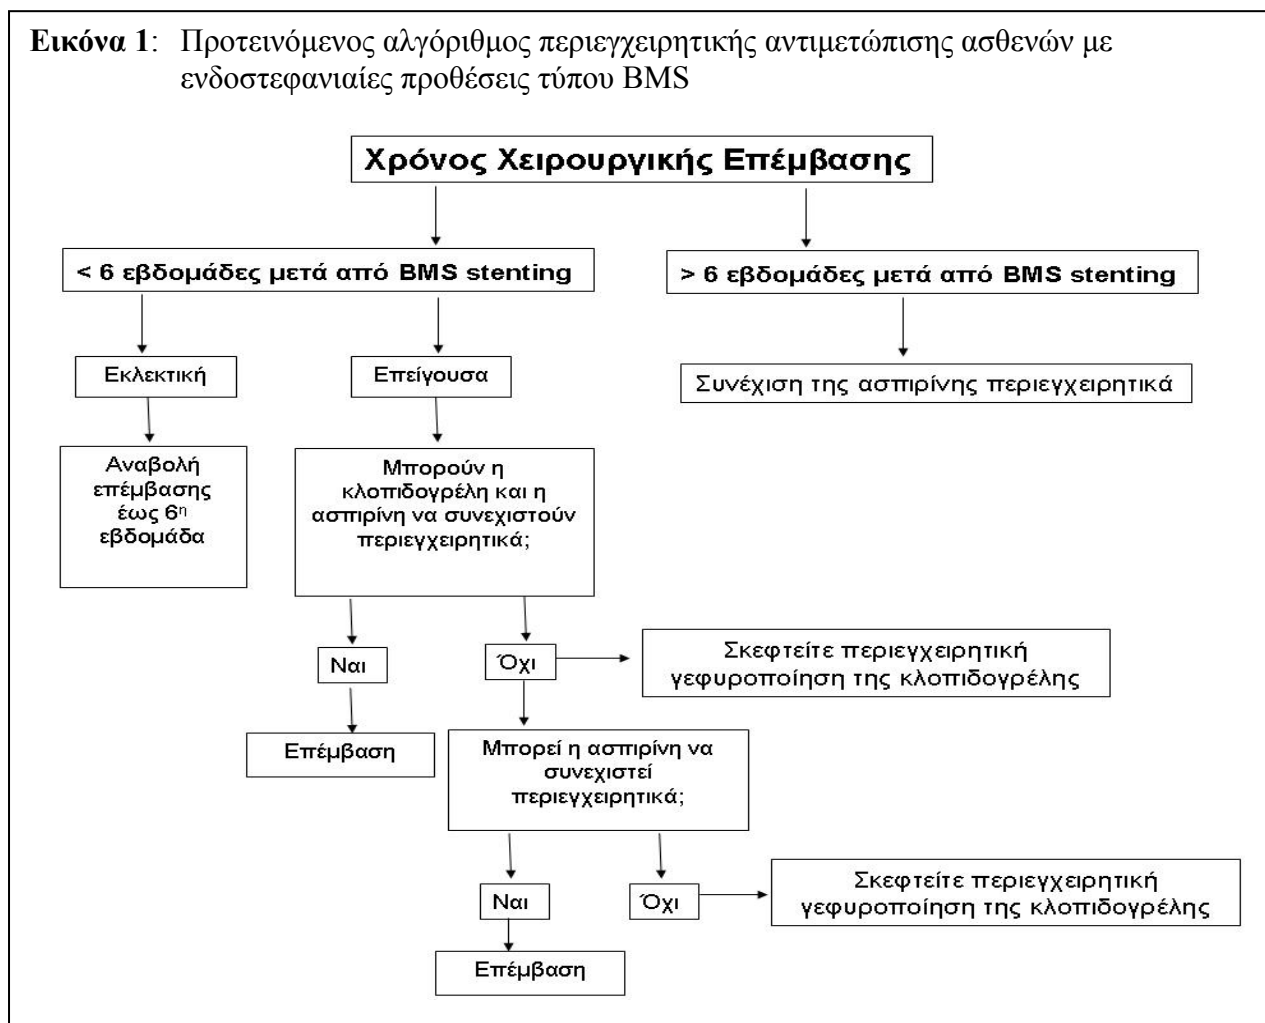 Εικόνα 1: Προτεινόμενος αλγόριθμος περιεγχειρητικής αντιμετώπισης ασθενών με
ενδοστεφανιαίες προθέσεις τύπου BMS
Χρόνος Χειρουργικής Επέμβασης
< 6 εβδομάδες μετά από BMS stenting
> 6 εβδομάδες μετά από BMS stenting
Εκλεκτική
Επείγουσα
Συνέχιση της ασπιρίνης περιεγχειρητικά
Αναβολή
επέμβασης
έως 6η
εβδομάδα
Μπορούν η
κλοπιδογρέλη και η
ασπιρίνη να συνεχιστούν
περιεγχειρητικά;
Ναι
Όχι
Σκεφτείτε περιεγχειρητική
γεφυροποίηση της κλοπιδογρέλης
Επέμβαση
Μπορεί η ασπιρίνη να
συνεχιστεί
περιεγχειρητικά;
Ναι
Όχι
Σκεφτείτε περιεγχειρητική
γεφυροποίηση της κλοπιδογρέλης
Επέμβαση